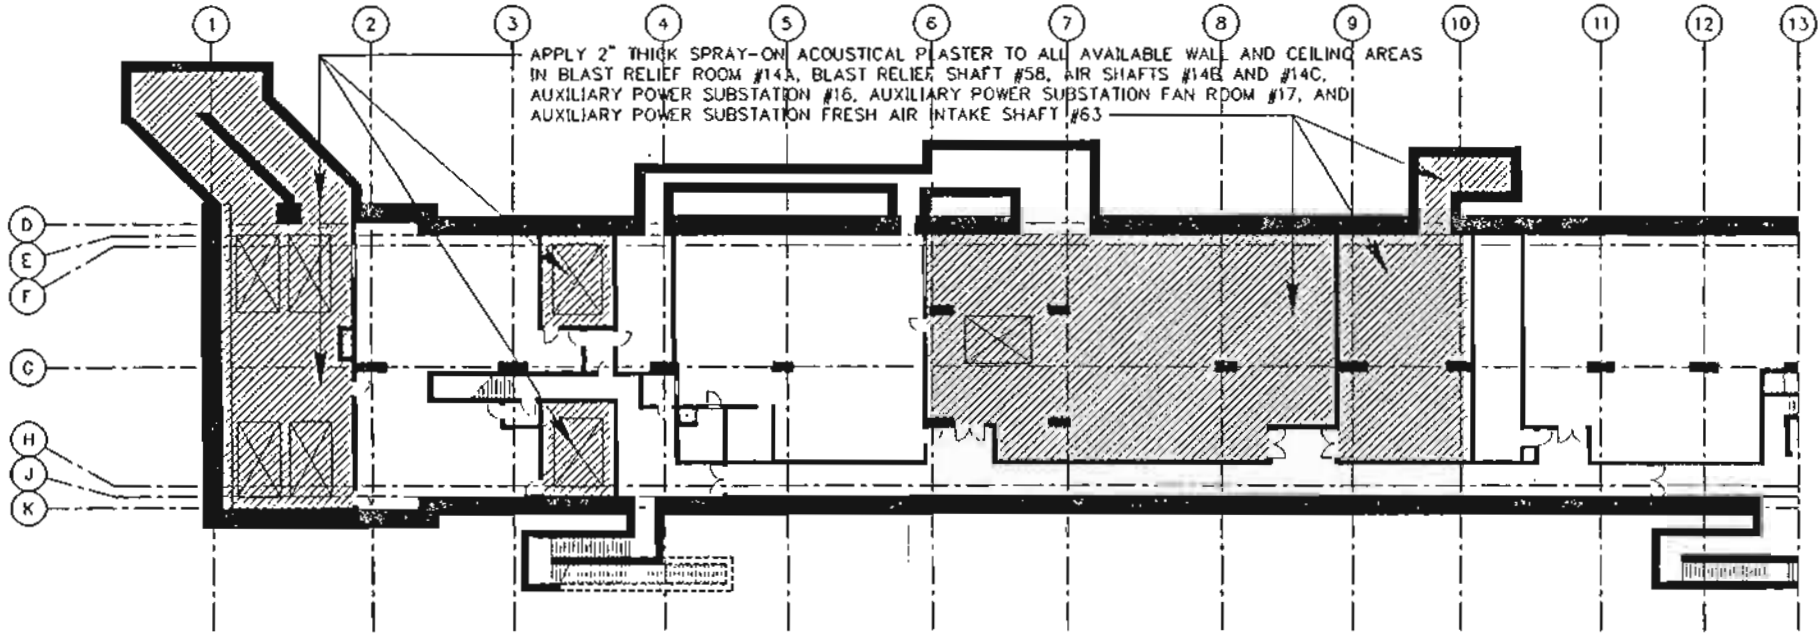 1 2 3 4 5 6 7 8 9 10 11 12 13
APPLY 2" THICK SPRAY-ON ACOUSTICAL PLASTER TO ALL AVAILABLE WALL AND CEILING AREAS
IN BLAST RELIEF ROOM #14A, BLAST RELIEF SHAFT #58, AIR SHAFTS #14B AND #14C,
AUXILIARY POWER SUBSTATION #16, AUXILIARY POWER SUBSTATION FAN ROOM #17, AND
AUXILIARY POWER SUBSTATION FRESH AIR INTAKE SHAFT #63
D
E
F
G
H
J
K